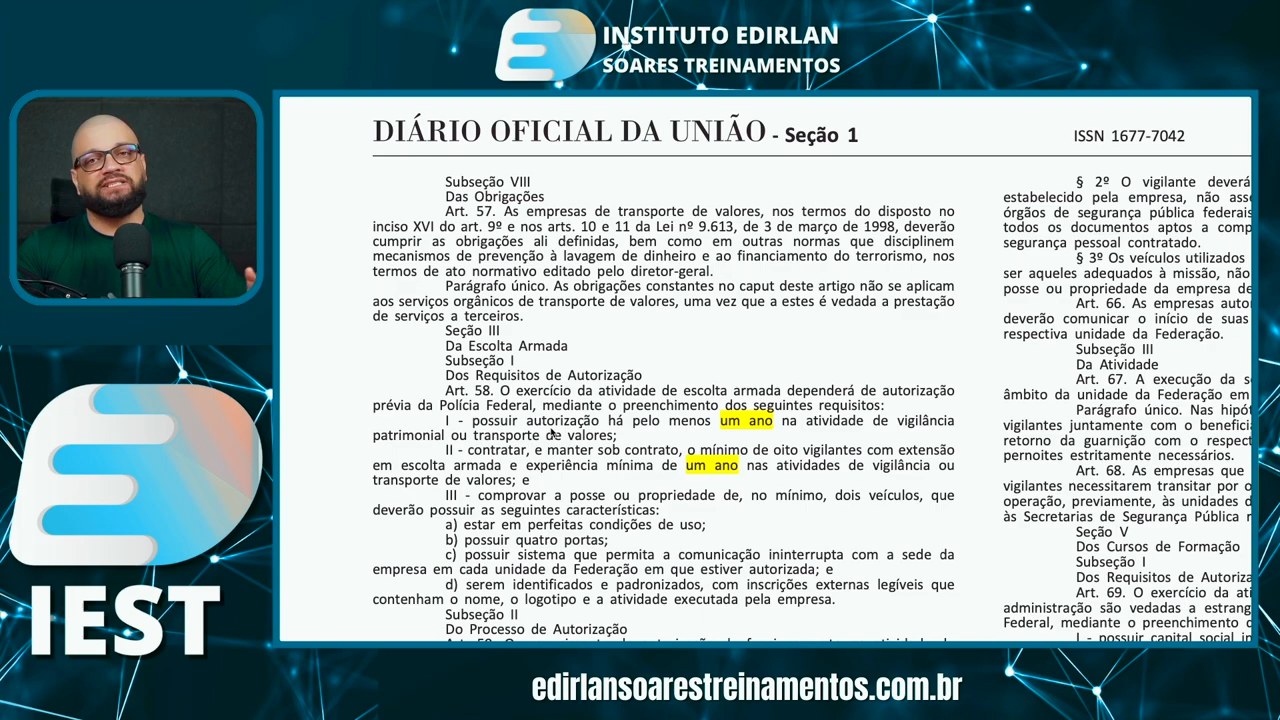 INSTITUTO EDIRLAN
SOARES TREINAMENTOS
DIÁRIO OFICIAL DA UNIÃO - Seção 1
ISSN 1677-7042
Subseção VIII
Das Obrigações
Art. 57. As empresas de transporte de valores, nos termos do disposto no
inciso XVI do art. 9º e nos arts. 10 e 11 da Lei nº 9.613, de 3 de março de 1998, deverão
cumprir as obrigações ali definidas, bem como em outras normas que disciplinem
mecanismos de prevenção à lavagem de dinheiro e ao financiamento do terrorismo, nos
termos de ato normativo editado pelo diretor-geral.
Parágrafo único. As obrigações constantes no caput deste artigo não se aplicam
aos serviços orgânicos de transporte de valores, uma vez que a estes é vedada a prestação
de serviços a terceiros.
Seção III
Da Escolta Armada
Subseção I
Dos Requisitos de Autorização
Art. 58. O exercício da atividade de escolta armada dependerá de autorização
prévia da Polícia Federal, mediante o preenchimento dos seguintes requisitos:
I - possuir autorização há pelo menos um ano na atividade de vigilância
patrimonial ou transporte de valores;
II - contratar, e manter sob contrato, o mínimo de oito vigilantes com extensão
em escolta armada e experiência mínima de um ano nas atividades de vigilância ou
transporte de valores; e
III - comprovar a posse ou propriedade de, no mínimo, dois veículos, que
deverão possuir as seguintes características:
a) estar em perfeitas condições de uso;
b) possuir quatro portas;
c) possuir sistema que permita a comunicação ininterrupta com a sede da
empresa em cada unidade da Federação em que estiver autorizada; e
d) serem identificados e padronizados, com inscrições externas legíveis que
contenham o nome, o logotipo e a atividade executada pela empresa.
Subseção II
Do Processo de Autorização
§ 2º O vigilante deverá
estabelecido pela empresa, não ass
órgãos de segurança pública federais
todos os documentos aptos a comp
segurança pessoal contratado.
§ 3º Os veículos utilizados
ser aqueles adequados à missão, não
posse ou propriedade da empresa de
Art. 66. As empresas auto
deverão comunicar o início de suas
respectiva unidade da Federação.
Subseção III
Da Atividade
Art. 67. A execução da s
âmbito da unidade da Federação em
Parágrafo único. Nas hipót
vigilantes juntamente com o benefici
retorno da guarnição com o respect
pernoites estritamente necessários.
Art. 68. As empresas que
vigilantes necessitarem transitar por o
operação, previamente, às unidades d
às Secretarias de Segurança Pública r
Seção V
Dos Cursos de Formação
Subseção I
Dos Requisitos de Autoriza
Art. 69. O exercício da ati
administração são vedadas a estrang
Federal, mediante o preenchimento d
I - possuir capital social in
IEST
edirlansoarestreinamentos.com.br